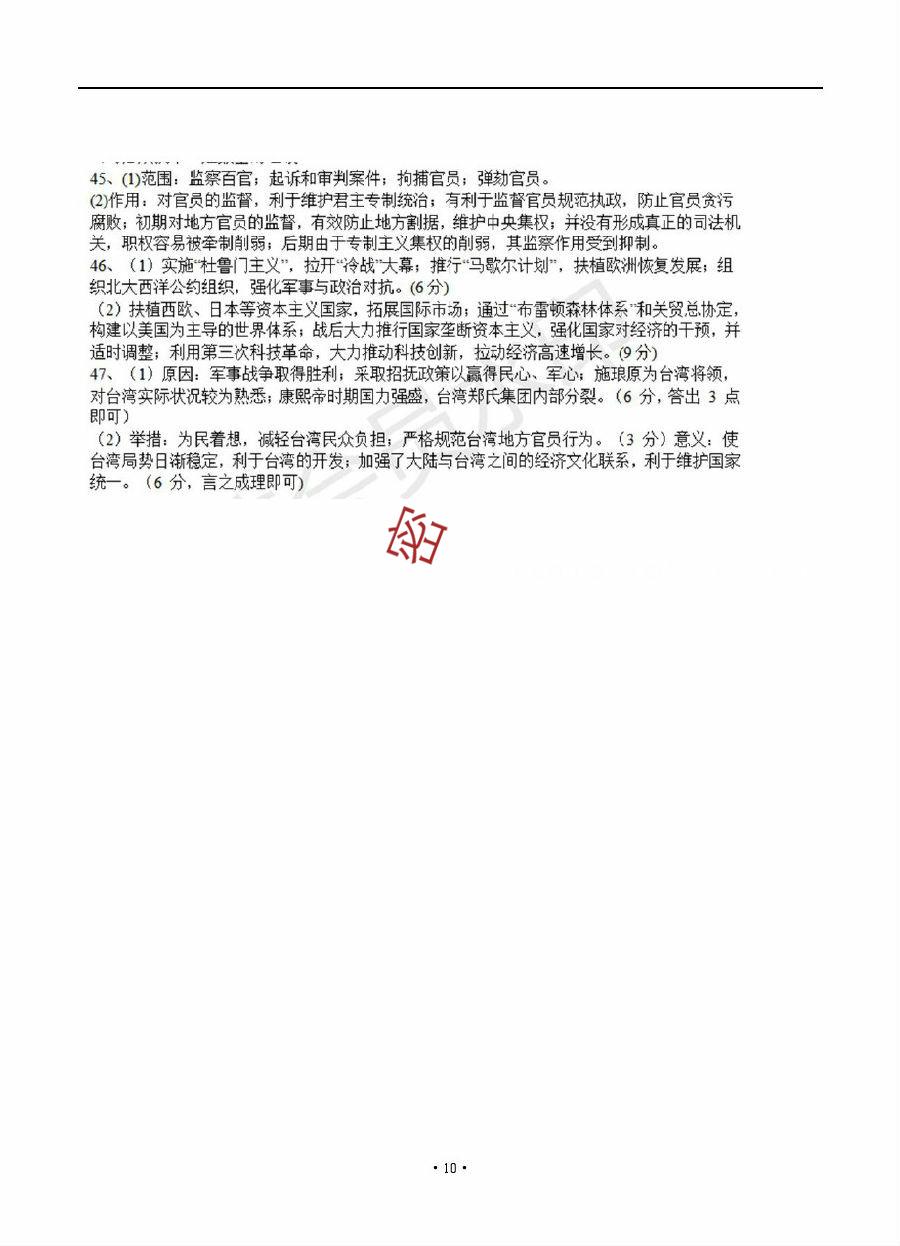 45、(1)范围：监察百官；起诉和审判案件；拘捕官员；弹劾官员。
(2)作用：对官员的监督，利于维护君主专制统治；有利于监督官员规范执政，防止官员贪污
腐败；初期对地方官员的监督，有效防止地方割据，维护中央集权；并没有形成真正的司法机
关，职权容易被牵制削弱；后期由于专制主义集权的削弱，其监察作用受到抑制。
46、（1）实施“杜鲁门主义”，拉开“冷战”大幕；推行“马歇尔计划”，扶植欧洲恢复发展；组
织北大西洋公约组织，强化军事与政治对抗。(6分)
（2）扶植西欧、日本等资本主义国家，拓展国际市场；通过“布雷顿森林体系”和关贸总协定，
构建以美国为主导的世界体系；战后大力推行国家垄断资本主义，强化国家对经济的干预，并
适时调整；利用第三次科技革命，大力推动科技创新，拉动经济高速增长。(9分)
47、（1）原因：军事战争取得胜利；采取招抚政策以赢得民心、军心；施琅原为台湾将领，
对台湾实际状况较为熟悉；康熙帝时期国力强盛，台湾郑氏集团内部分裂。（6 分，答出 3 点
即可）
（2）举措：为民着想，减轻台湾民众负担；严格规范台湾地方官员行为。（3 分）意义：使
台湾局势日渐稳定，利于台湾的开发；加强了大陆与台湾之间的经济文化联系，利于维护国家
统一。（6 分，言之成理即可)
密
·10·